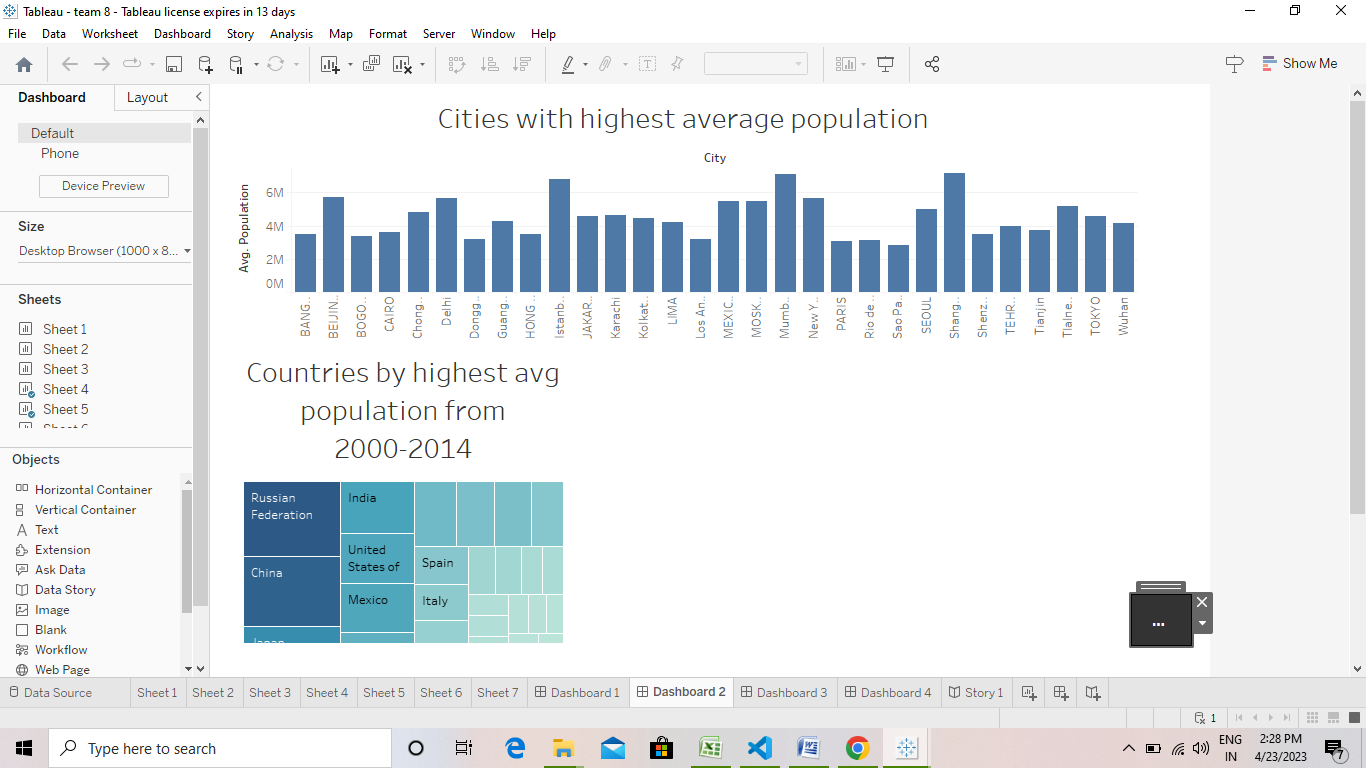 Tableau - team 8 - Tableau license expires in 13 days
File Data Worksheet Dashboard Story Analysis Map Format Server Window Help
Show Me
Dashboard Layout
Default
Phone
Device Preview
Size
Desktop Browser (1000 x 8...
Sheets
Sheet 1
Sheet 2
Sheet 3
Sheet 4
Sheet 5
Objects
Horizontal Container
Vertical Container
Text
Extension
Ask Data
Data Story
Image
Blank
Workflow
Web Page
Cities with highest average population
City
Avg. Population
6M
4M
2M
0M
BANG.. BEIJIN.. BOGO.. CAIRO Chong.. Delhi Dongg.. Guang.. HONG .. Istanb.. JAKAR.. Karachi Kolkat.. LIMA Los An.. MEXIC.. MOSK.. Mumb.. New Y.. PARIS Rio de .. Sao Pa.. SEOUL Shang.. Shenz.. TEHR.. Tianjin Tlalne.. TOKYO Wuhan
Countries by highest avg
population from
2000-2014
Russian
Federation
China
India
United
States of
Mexico
Spain
Italy
...
Data Source Sheet 1 Sheet 2 Sheet 3 Sheet 4 Sheet 5 Sheet 6 Sheet 7 Dashboard 1 Dashboard 2 Dashboard 3 Dashboard 4 Story 1
1
Type here to search
ENG
IN
2:28 PM
4/23/2023
7